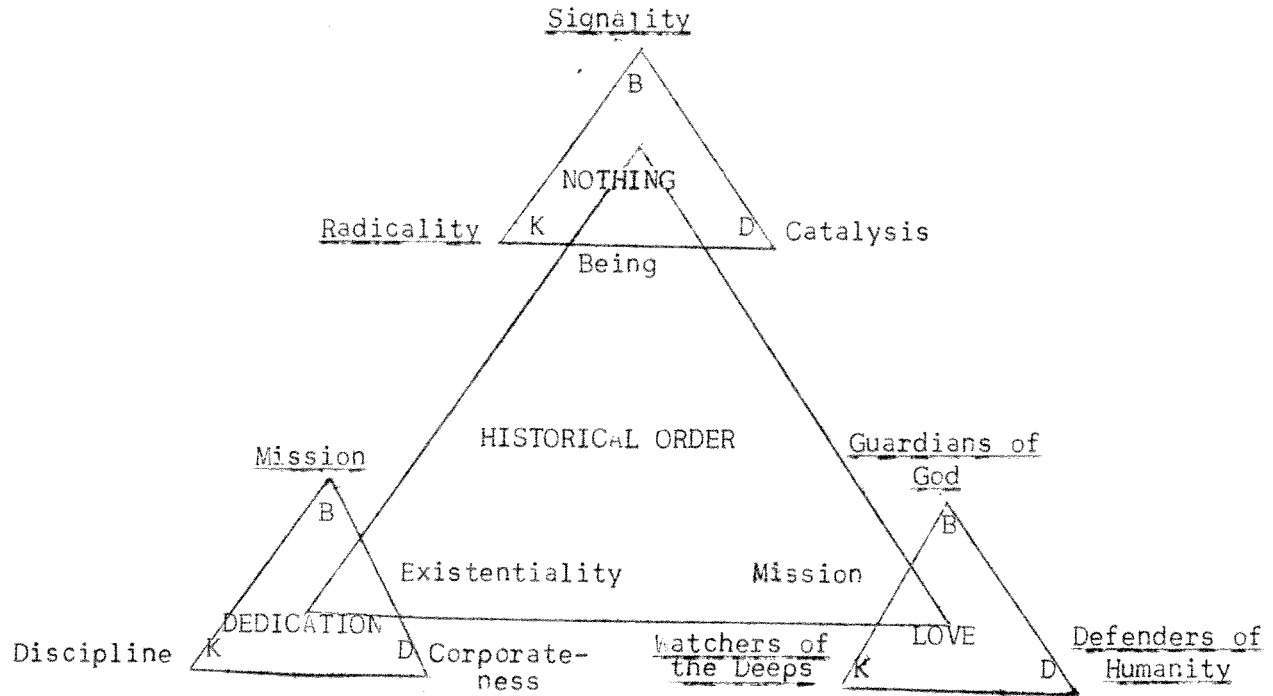 Signality
B
NOTHING
Radicality K D Catalysis
Being
HISTORICAL ORDER
Mission
Guardians of
God
B
B
Existentiality Mission
DEDICATION
LOVE
Discipline K D Corporate-
ness
Watchers of
the Deeps
K D
Defenders of
Humanity